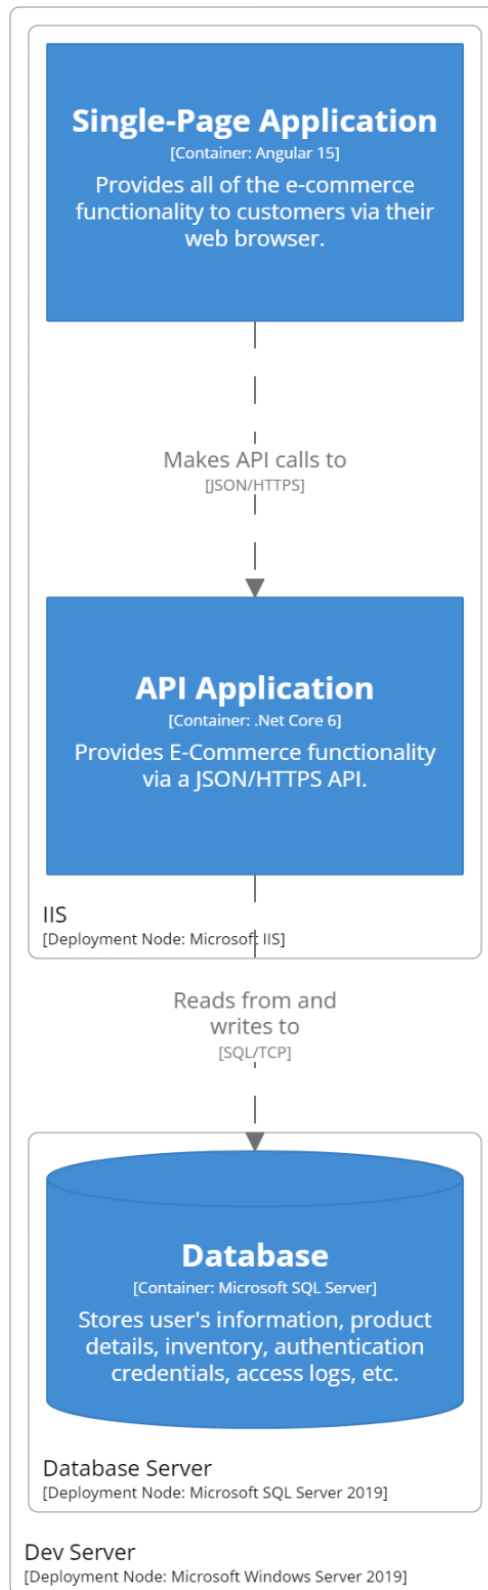 Single-Page Application
[Container: Angular 15]
Provides all of the e-commerce
functionality to customers via their
web browser.
Makes API calls to
[JSON/HTTPS]
API Application
[Container: .Net Core 6]
Provides E-Commerce functionality
via a JSON/HTTPS API.
IIS
[Deployment Node: Microsoft IIS]
Reads from and
writes to
[SQL/TCP]
Database
[Container: Microsoft SQL Server]
Stores user's information, product
details, inventory, authentication
credentials, access logs, etc.
Database Server
[Deployment Node: Microsoft SQL Server 2019]
Dev Server
[Deployment Node: Microsoft Windows Server 2019]